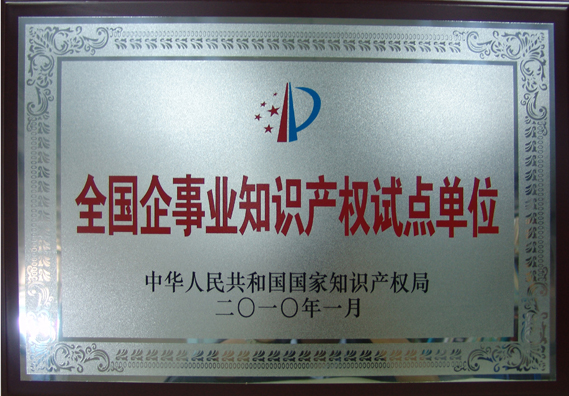 全国企事业知识产权试点单位
中华人民共和国国家知识产权局
二〇一〇年一月